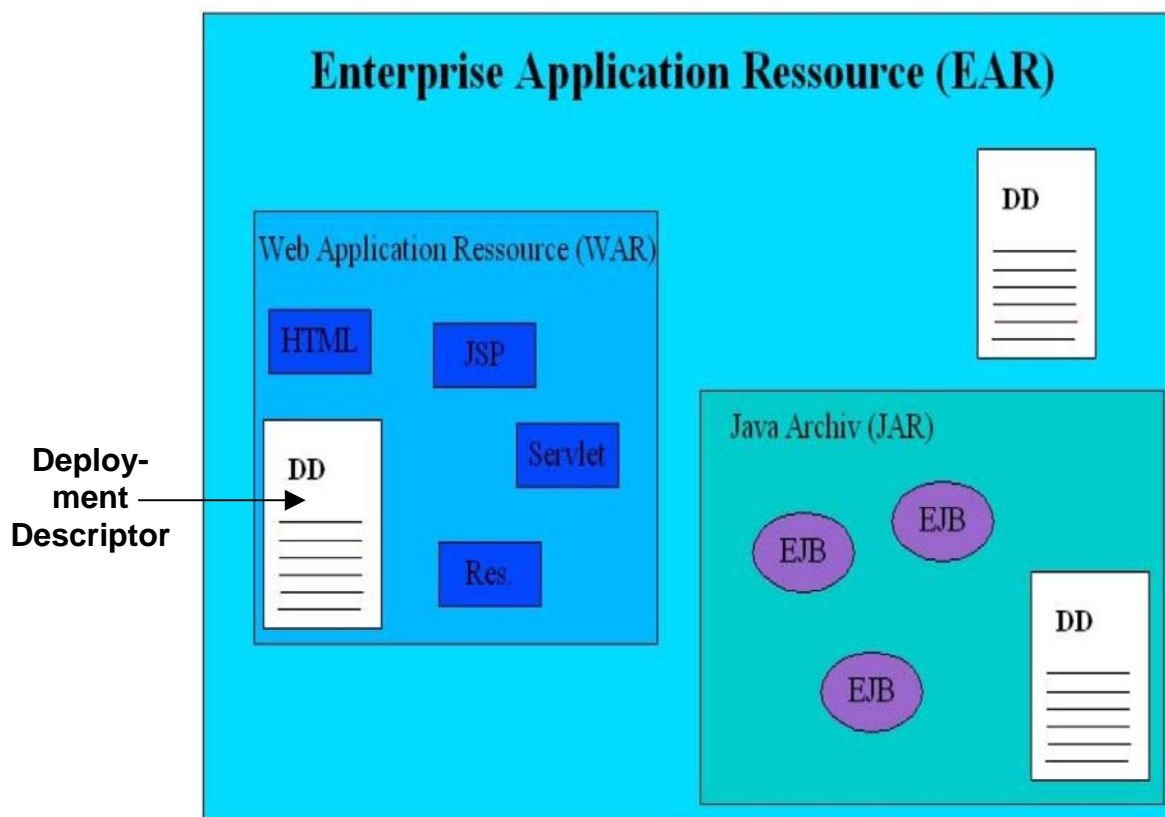 Enterprise Application Ressource (EAR)
DD
Web Application Ressource (WAR)
HTML
JSP
Servlet
DD
Res.
Deploy-
ment
Descriptor
Java Archiv (JAR)
EJB
EJB
EJB
DD